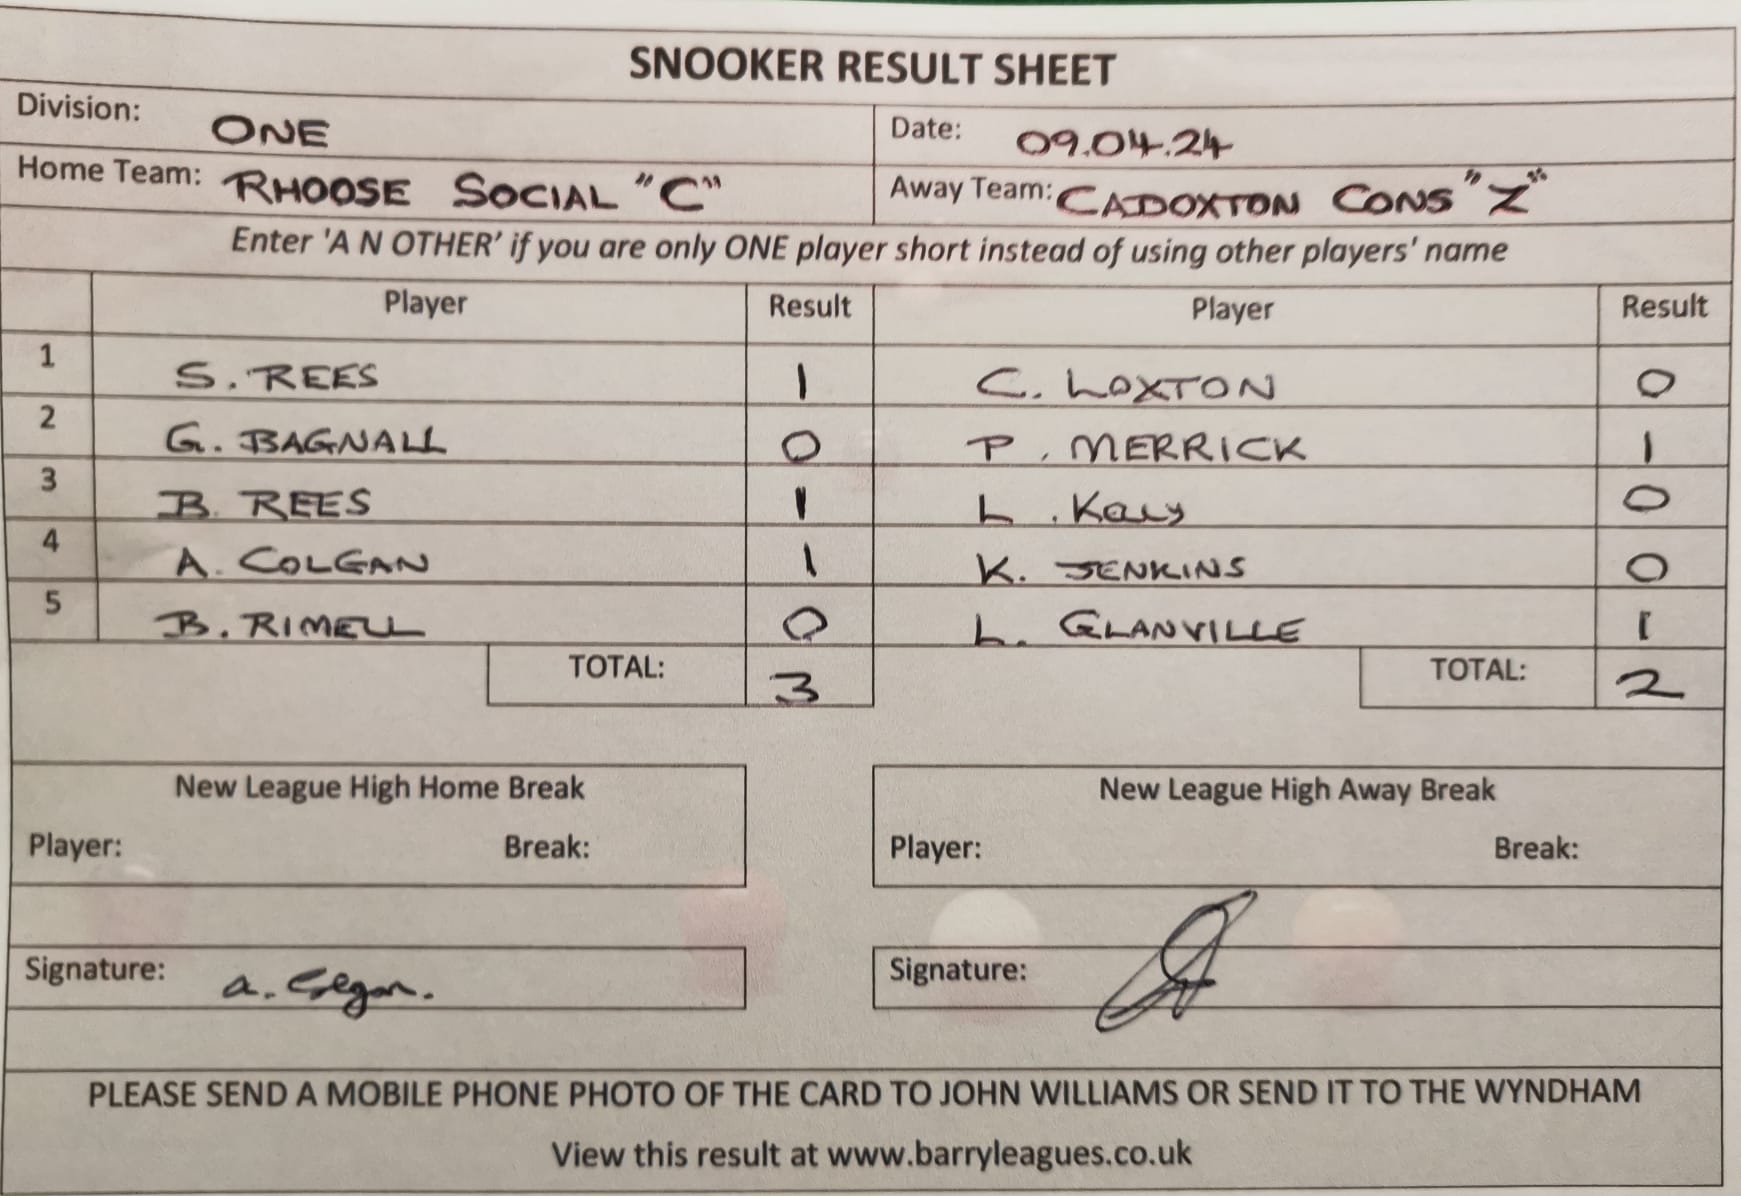 SNOOKER RESULT SHEET
Division: ONE Date: 09.04.24
Home Team: RHOOSE SOCIAL "C" Away Team: CADOXTON CONS "Z"
Enter 'A N OTHER' if you are only ONE player short instead of using other players' name
Player Result Player Result
1 S. REES 1 C. LOXTON 0
2 G. BAGNALL 0 P. MERRICK 1
3 B. REES 1 L. 0
4 A. COLGAN 1 K. JENKINS 0
5 B. RIMELL 0 L. GLANVILLE 1
TOTAL: 3 TOTAL: 2
New League High Home Break New League High Away Break
Player: Break: Player: Break:
Signature: a. Signature:
PLEASE SEND A MOBILE PHONE PHOTO OF THE CARD TO JOHN WILLIAMS OR SEND IT TO THE WYNDHAM
View this result at www.barryleagues.co.uk